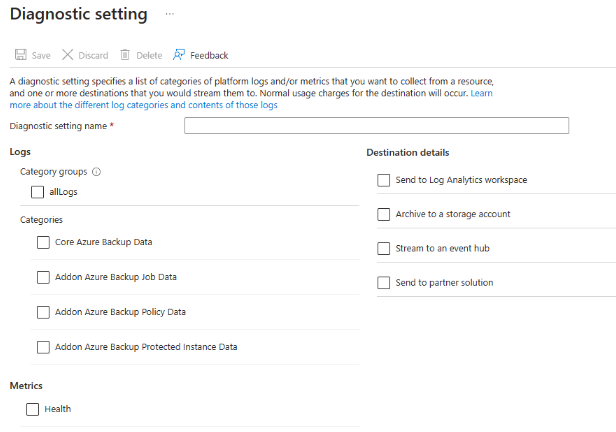 Diagnostic setting ...
Save Discard Delete Feedback
A diagnostic setting specifies a list of categories of platform logs and/or metrics that you want to collect from a resource,
and one or more destinations that you would stream them to. Normal usage charges for the destination will occur. Learn
more about the different log categories and contents of those logs
Diagnostic setting name *
Logs
Category groups
allLogs
Categories
Core Azure Backup Data
Addon Azure Backup Job Data
Addon Azure Backup Policy Data
Addon Azure Backup Protected Instance Data
Metrics
Health
Destination details
Send to Log Analytics workspace
Archive to a storage account
Stream to an event hub
Send to partner solution